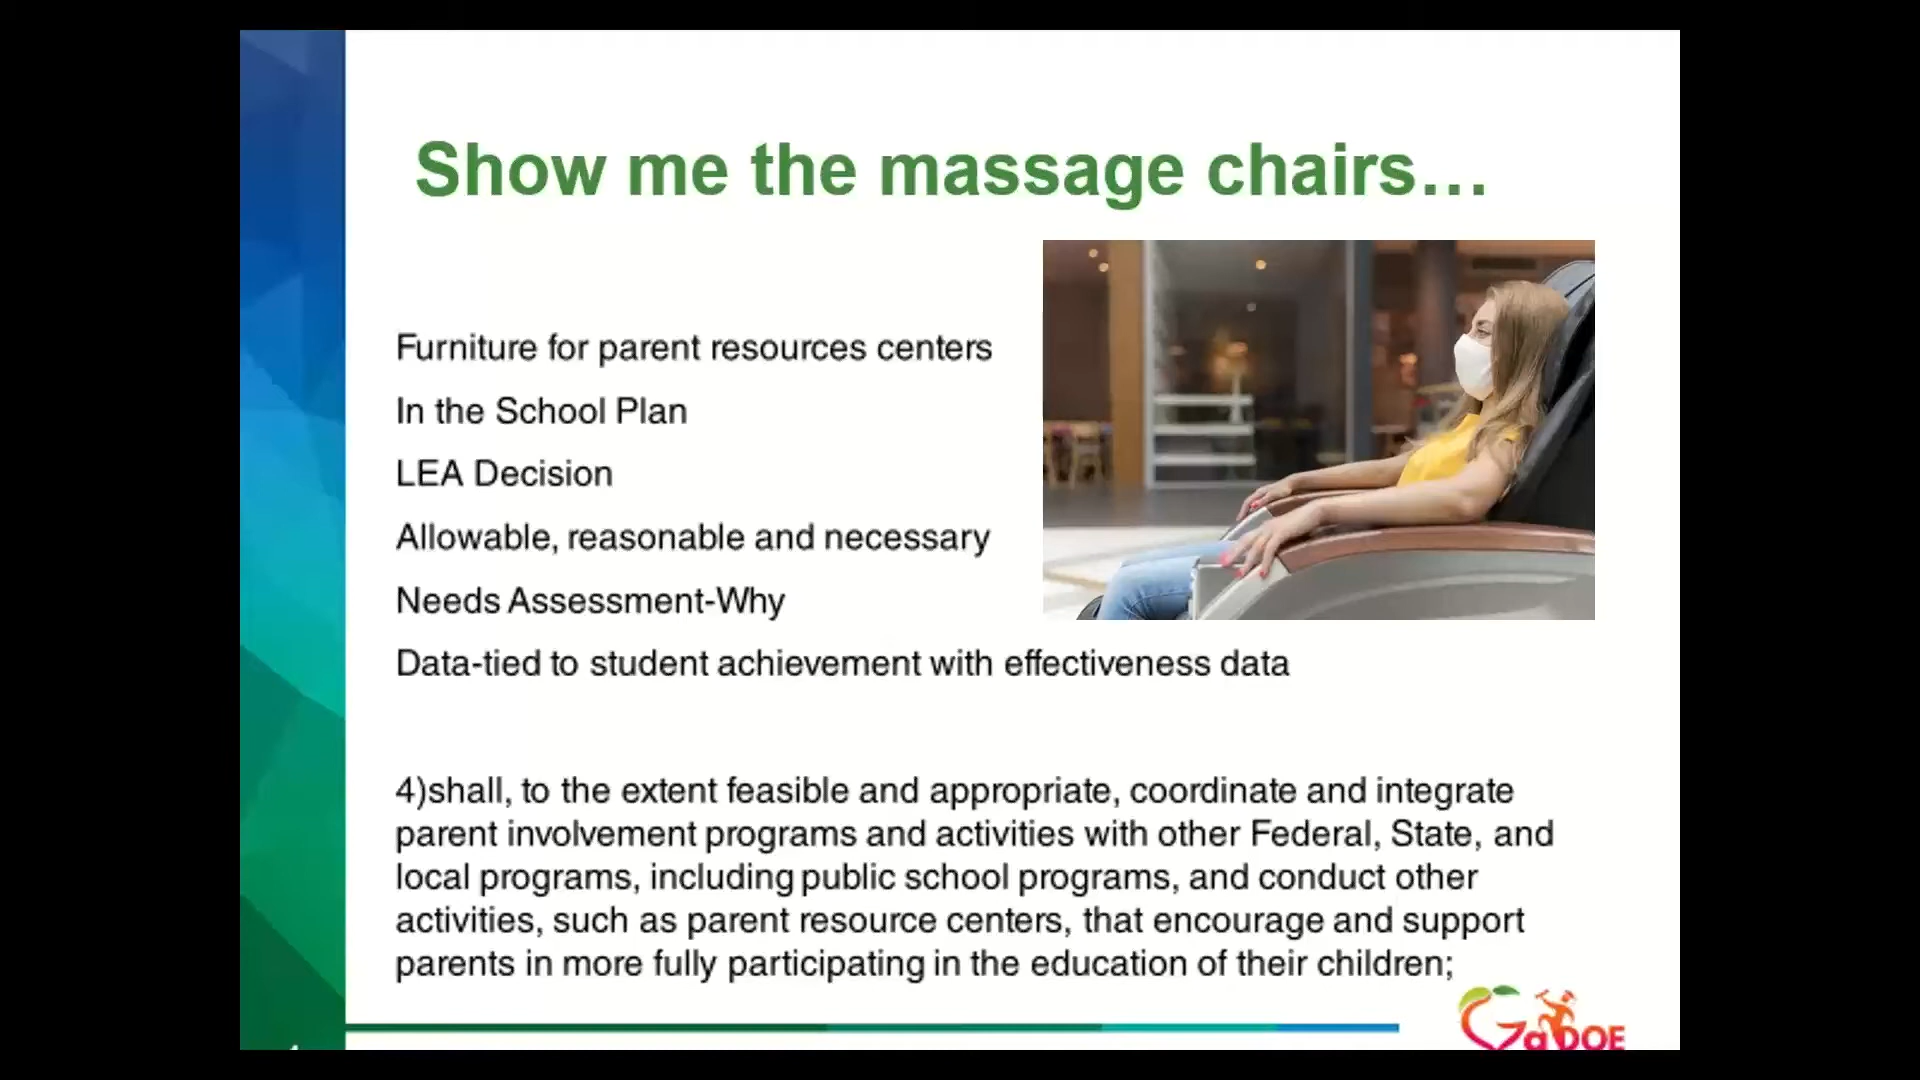 Show me the massage chairs...
Furniture for parent resources centers
In the School Plan
LEA Decision
Allowable, reasonable and necessary
Needs Assessment-Why
Data-tied to student achievement with effectiveness data
4)shall, to the extent feasible and appropriate, coordinate and integrate
parent involvement programs and activities with other Federal, State, and
local programs, including public school programs, and conduct other
activities, such as parent resource centers, that encourage and support
parents in more fully participating in the education of their children;
GaDOE